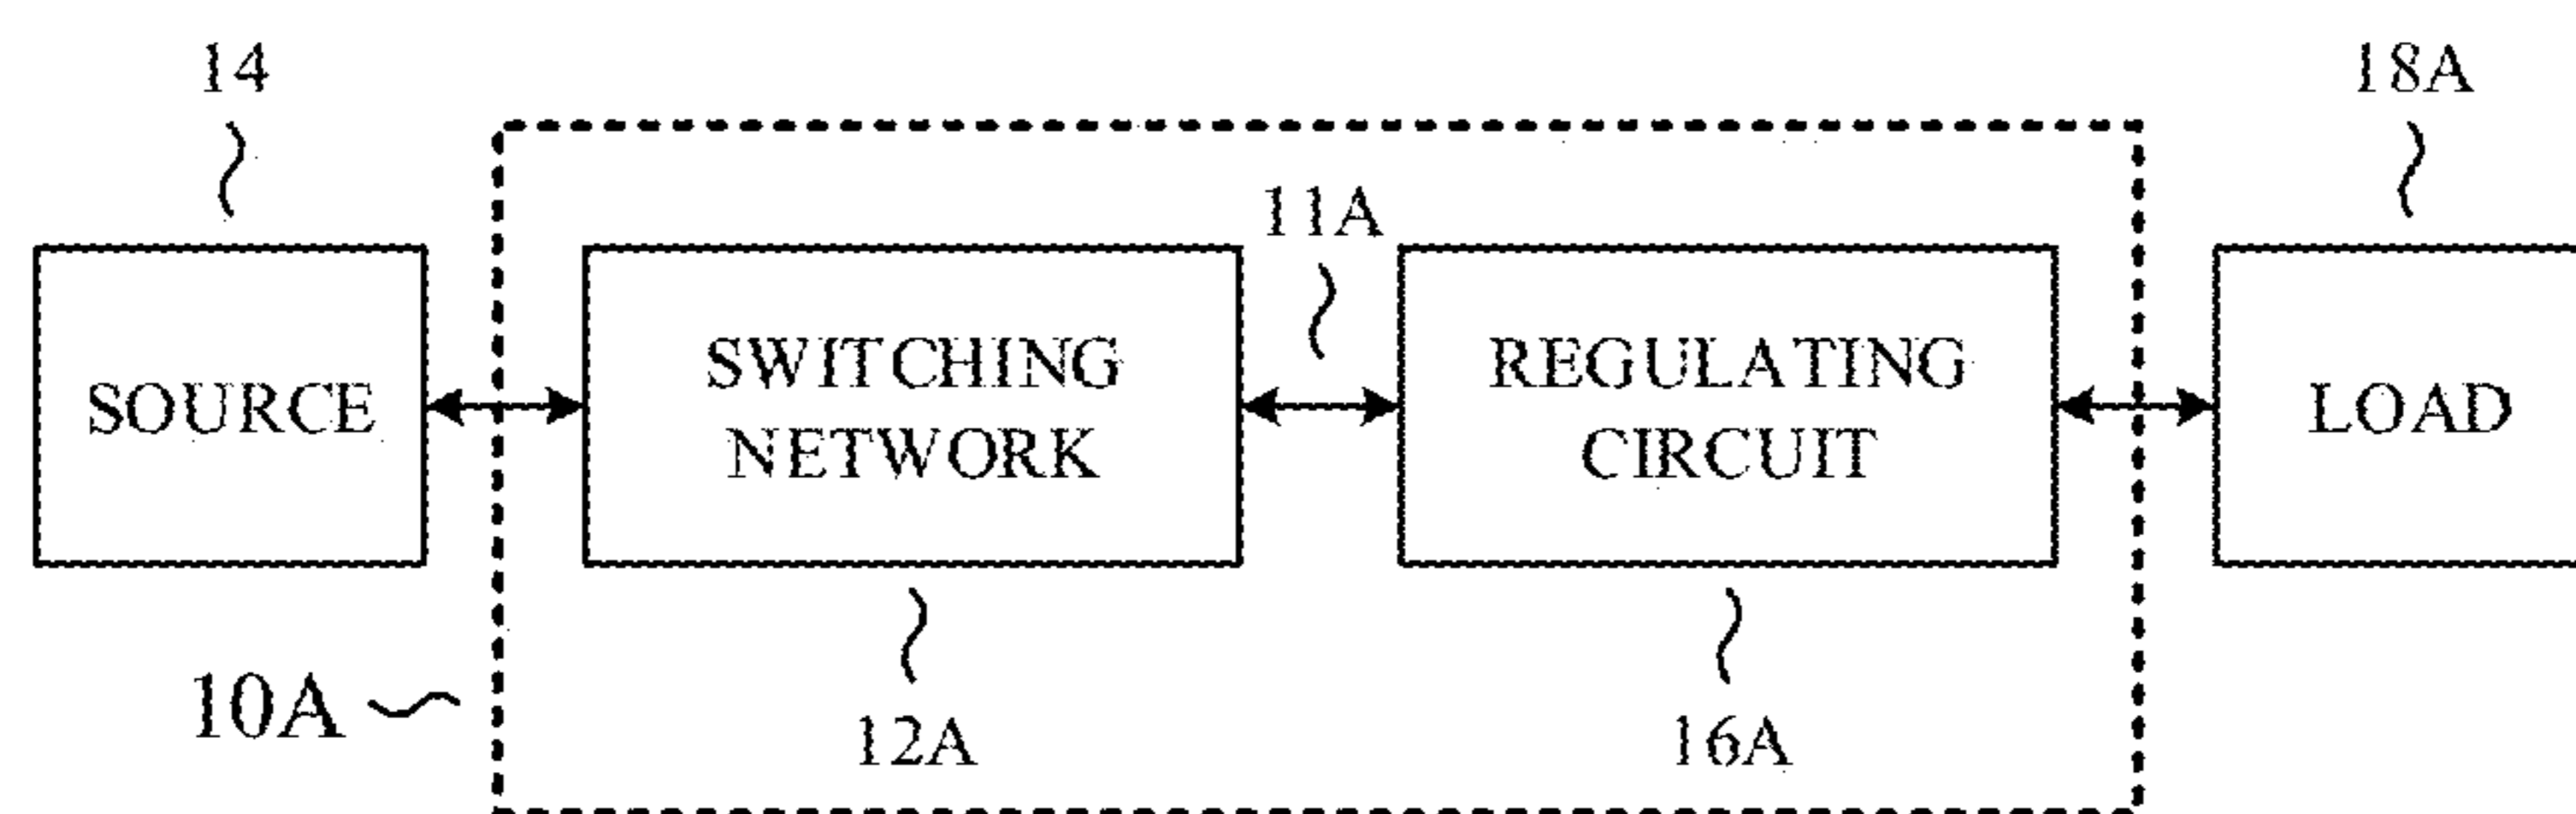 14
18A
11A
SOURCE
SWITCHING
NETWORK
REGULATING
CIRCUIT
LOAD
10A
12A
16A